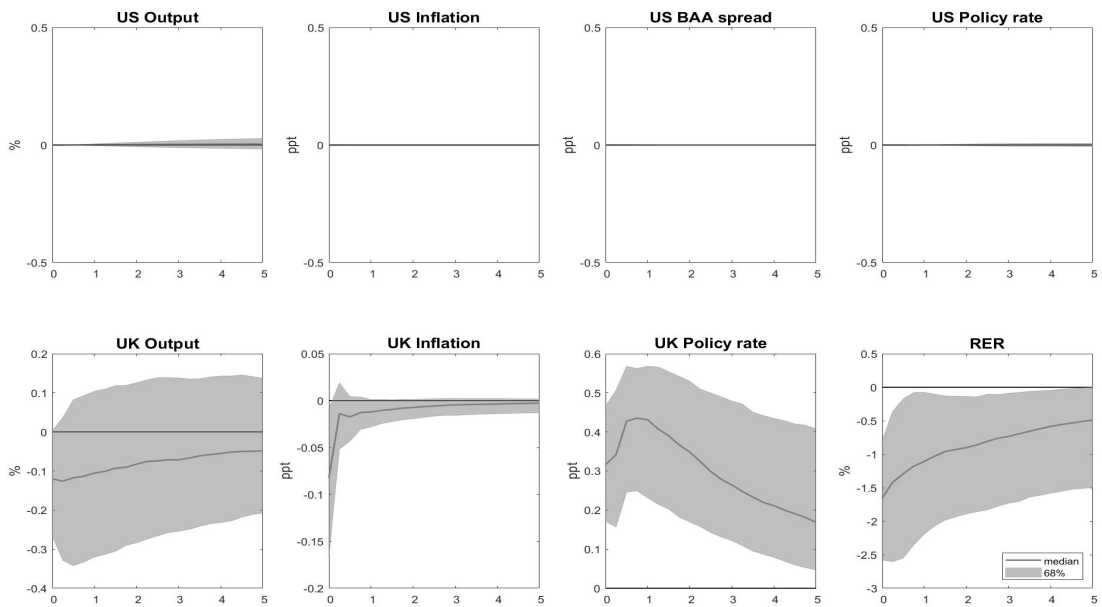 US Output
US Inflation
US BAA spread
US Policy rate
0.5
0
-0.5
%
0 1 2 3 4 5
0.5
0
-0.5
ppt
0 1 2 3 4 5
0.5
0
-0.5
ppt
0 1 2 3 4 5
0.5
0
-0.5
ppt
0 1 2 3 4 5
UK Output
UK Inflation
UK Policy rate
RER
0.2
0.1
0
-0.1
-0.2
-0.3
-0.4
%
0 1 2 3 4 5
0.05
0
-0.05
-0.1
-0.15
-0.2
ppt
0 1 2 3 4 5
0.6
0.5
0.4
0.3
0.2
0.1
0
ppt
0 1 2 3 4 5
0.5
0
-0.5
-1
-1.5
-2
-2.5
-3
%
0 1 2 3 4 5
median
68%